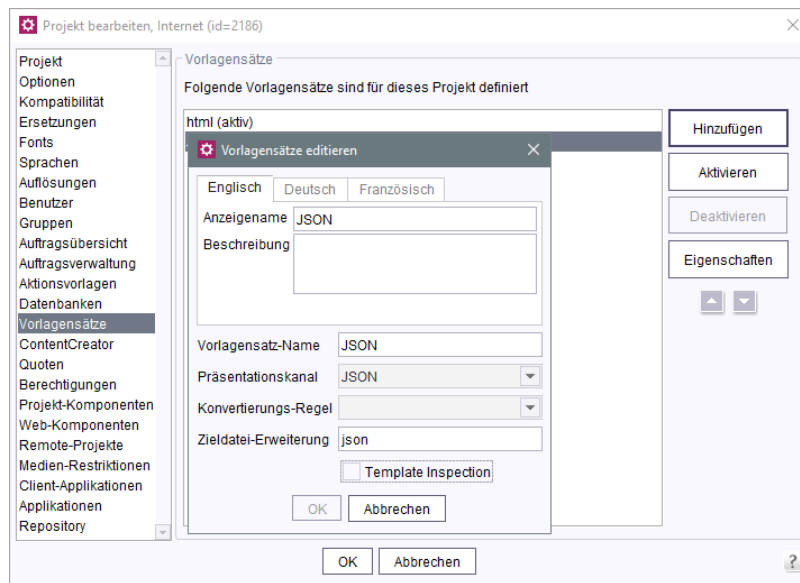 Projekt bearbeiten, Internet (id=2186)
Projekt
Optionen
Kompatibilität
Ersetzungen
Fonts
Sprachen
Auflösungen
Benutzer
Gruppen
Auftragsübersicht
Auftragsverwaltung
Aktionsvorlagen
Datenbanken
Vorlagensätze
ContentCreator
Quoten
Berechtigungen
Projekt-Komponenten
Web-Komponenten
Remote-Projekte
Medien-Restriktionen
Client-Applikationen
Applikationen
Repository
Vorlagensätze
Folgende Vorlagensätze sind für dieses Projekt definiert
html (aktiv)
Hinzufügen
Aktivieren
Deaktivieren
Eigenschaften
Vorlagensätze editieren
Englisch Deutsch Französisch
Anzeigename JSON
Beschreibung
Vorlagensatz-Name JSON
Präsentationskanal JSON
Konvertierungs-Regel
Zieldatei-Erweiterung json
Template Inspection
OK Abbrechen
OK Abbrechen
?